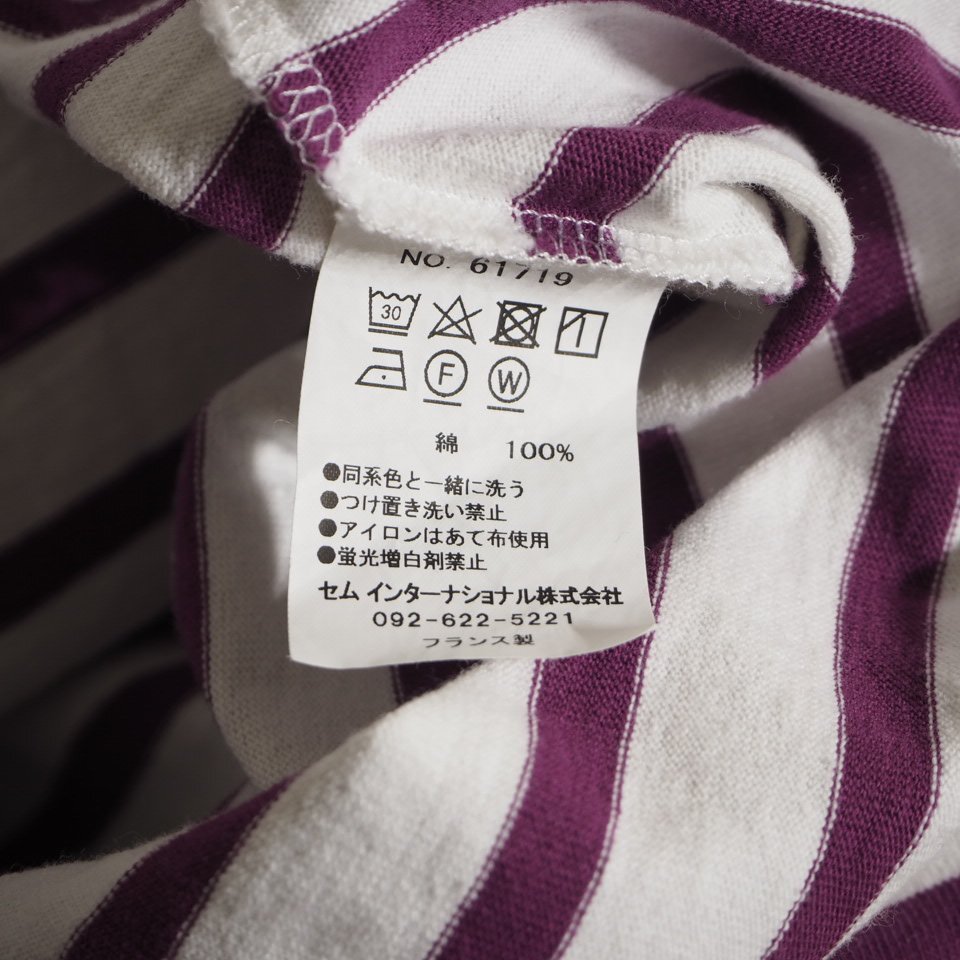 NO. 61719
30
F W
綿 100%
●同系色と一緒に洗う
●つけ置き洗い禁止
●アイロンはあて布使用
●蛍光増白剤禁止
セム インターナショナル株式会社
092-622-5221
フランス製